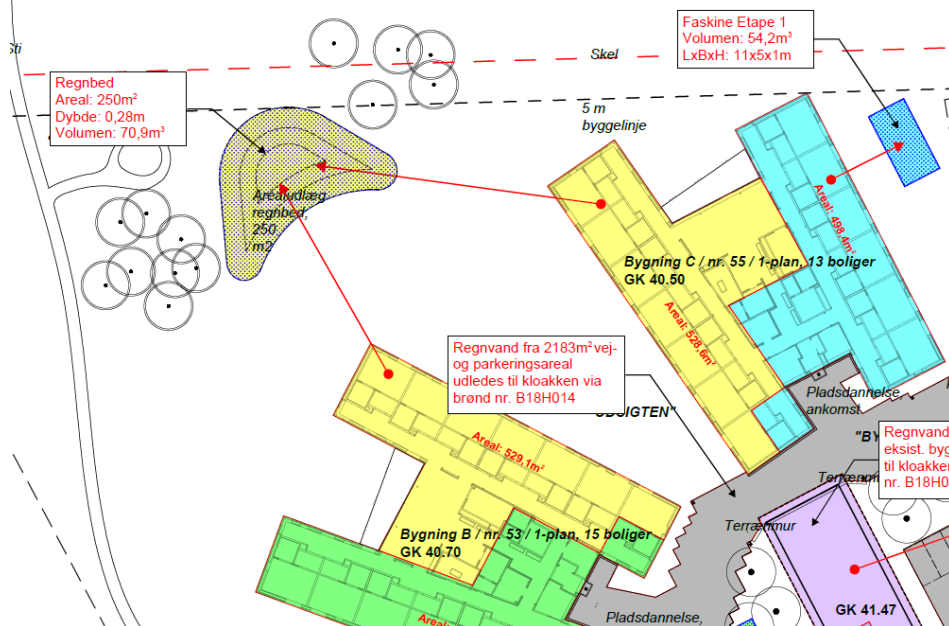 Faskine Etape 1
Volumen: 54,2m³
LxBxH: 11x5x1m
Sti
Skel
Regnbed
Areal: 250m²
Dybde: 0,28m
Volumen: 70,9m³
5 m
byggelinje
Arealudlæg
regnbed,
250
m2
Areal: 498,4m²
Bygning C / nr. 55 / 1-plan, 13 boliger
GK 40.50
Areal: 528,6m²
Regnvand fra 2183m² vej-
og parkeringsareal
udledes til kloakken via
brønd nr. B18H014
"UDSIGTEN"
Pladsdannelse,
ankomst
"BY
Regnvand
eksist. byg
til kloakken
nr. B18H0
Areal: 529,1m²
Terrænmur
Terrænmur
Bygning B / nr. 53 / 1-plan, 15 boliger
GK 40.70
GK 41.47
Pladsdannelse,
Areal: